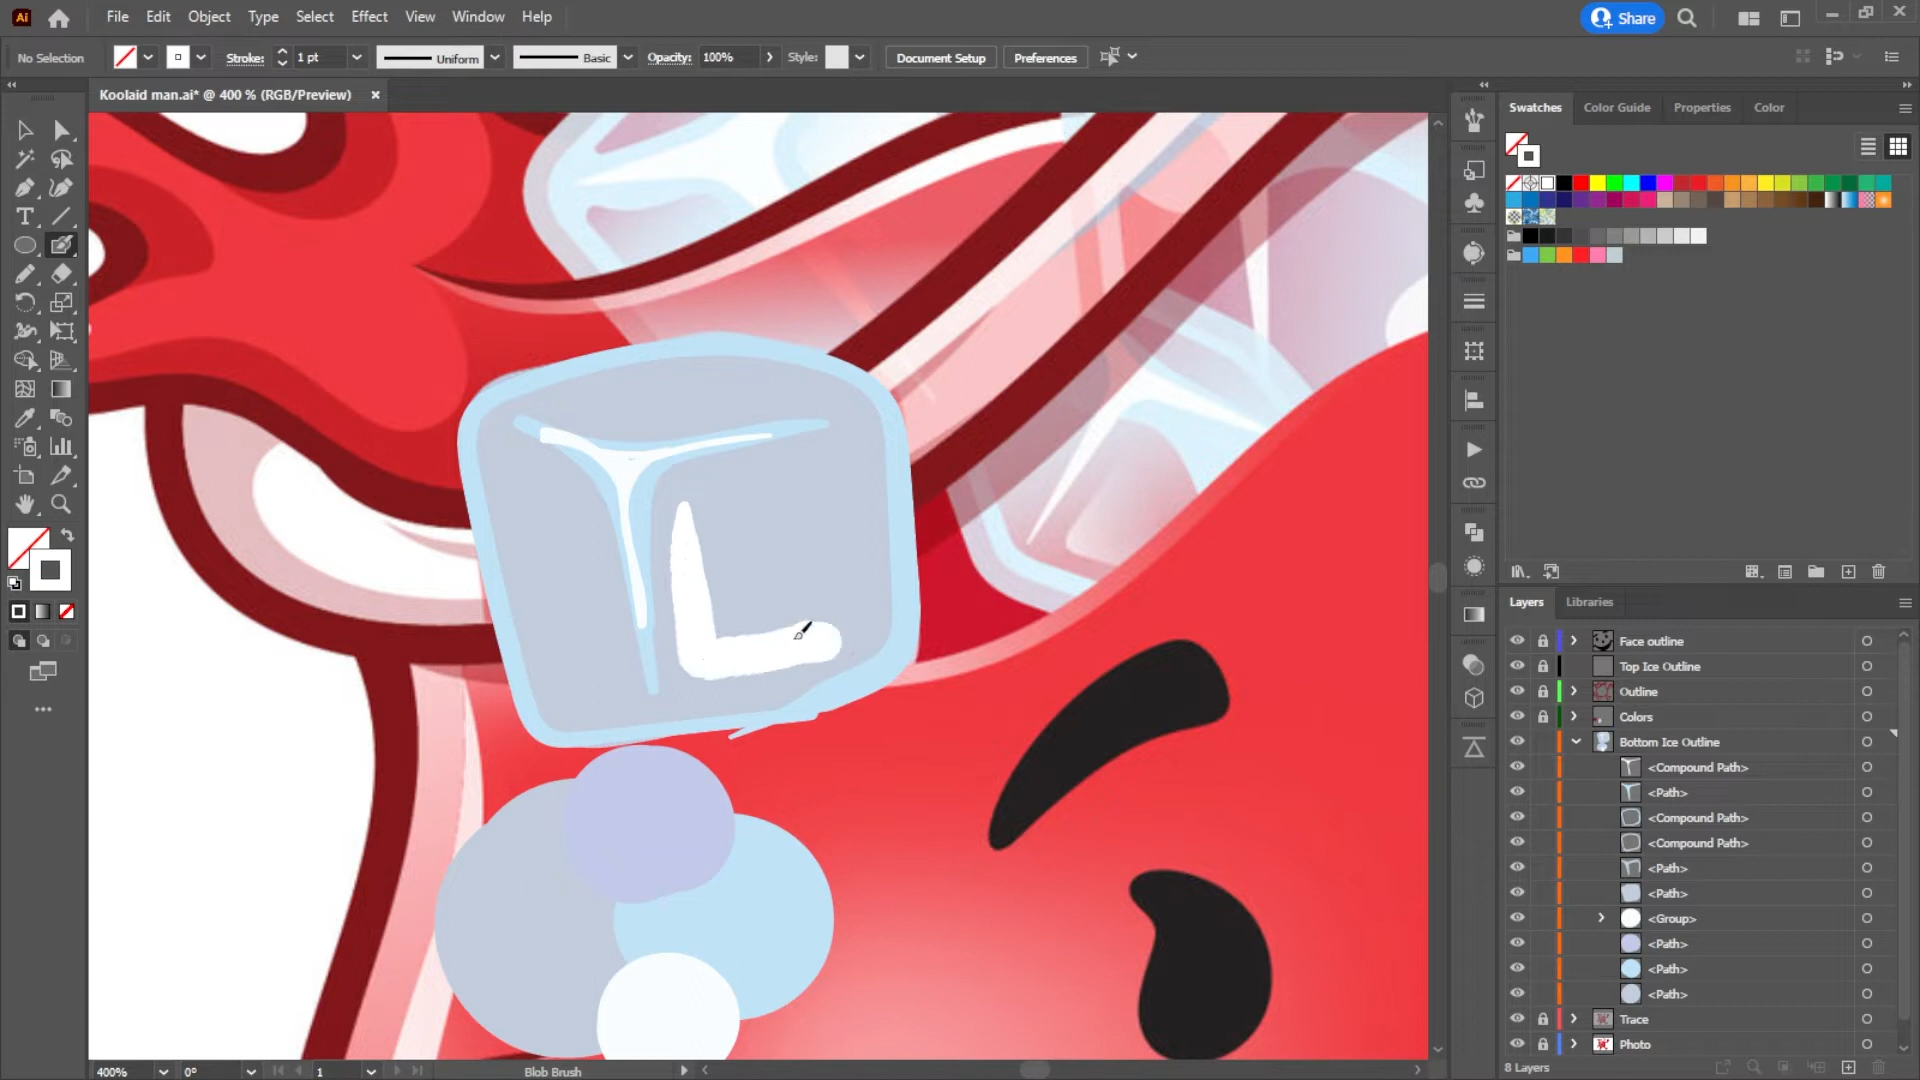 Ai File Edit Object Type Select Effect View Window Help Share
No Selection Stroke: 1 pt Uniform Basic Opacity: 100% Style: Document Setup Preferences
Koolaid man.ai* @ 400 % (RGB/Preview) ×
Swatches Color Guide Properties Color
Layers Libraries
Face outline
Top Ice Outline
Outline
Colors
Bottom Ice Outline
<Compound Path>
<Path>
<Compound Path>
<Compound Path>
<Path>
<Path>
<Group>
<Path>
<Path>
<Path>
Trace
Photo
400% 0° 1 Blob Brush
8 Layers